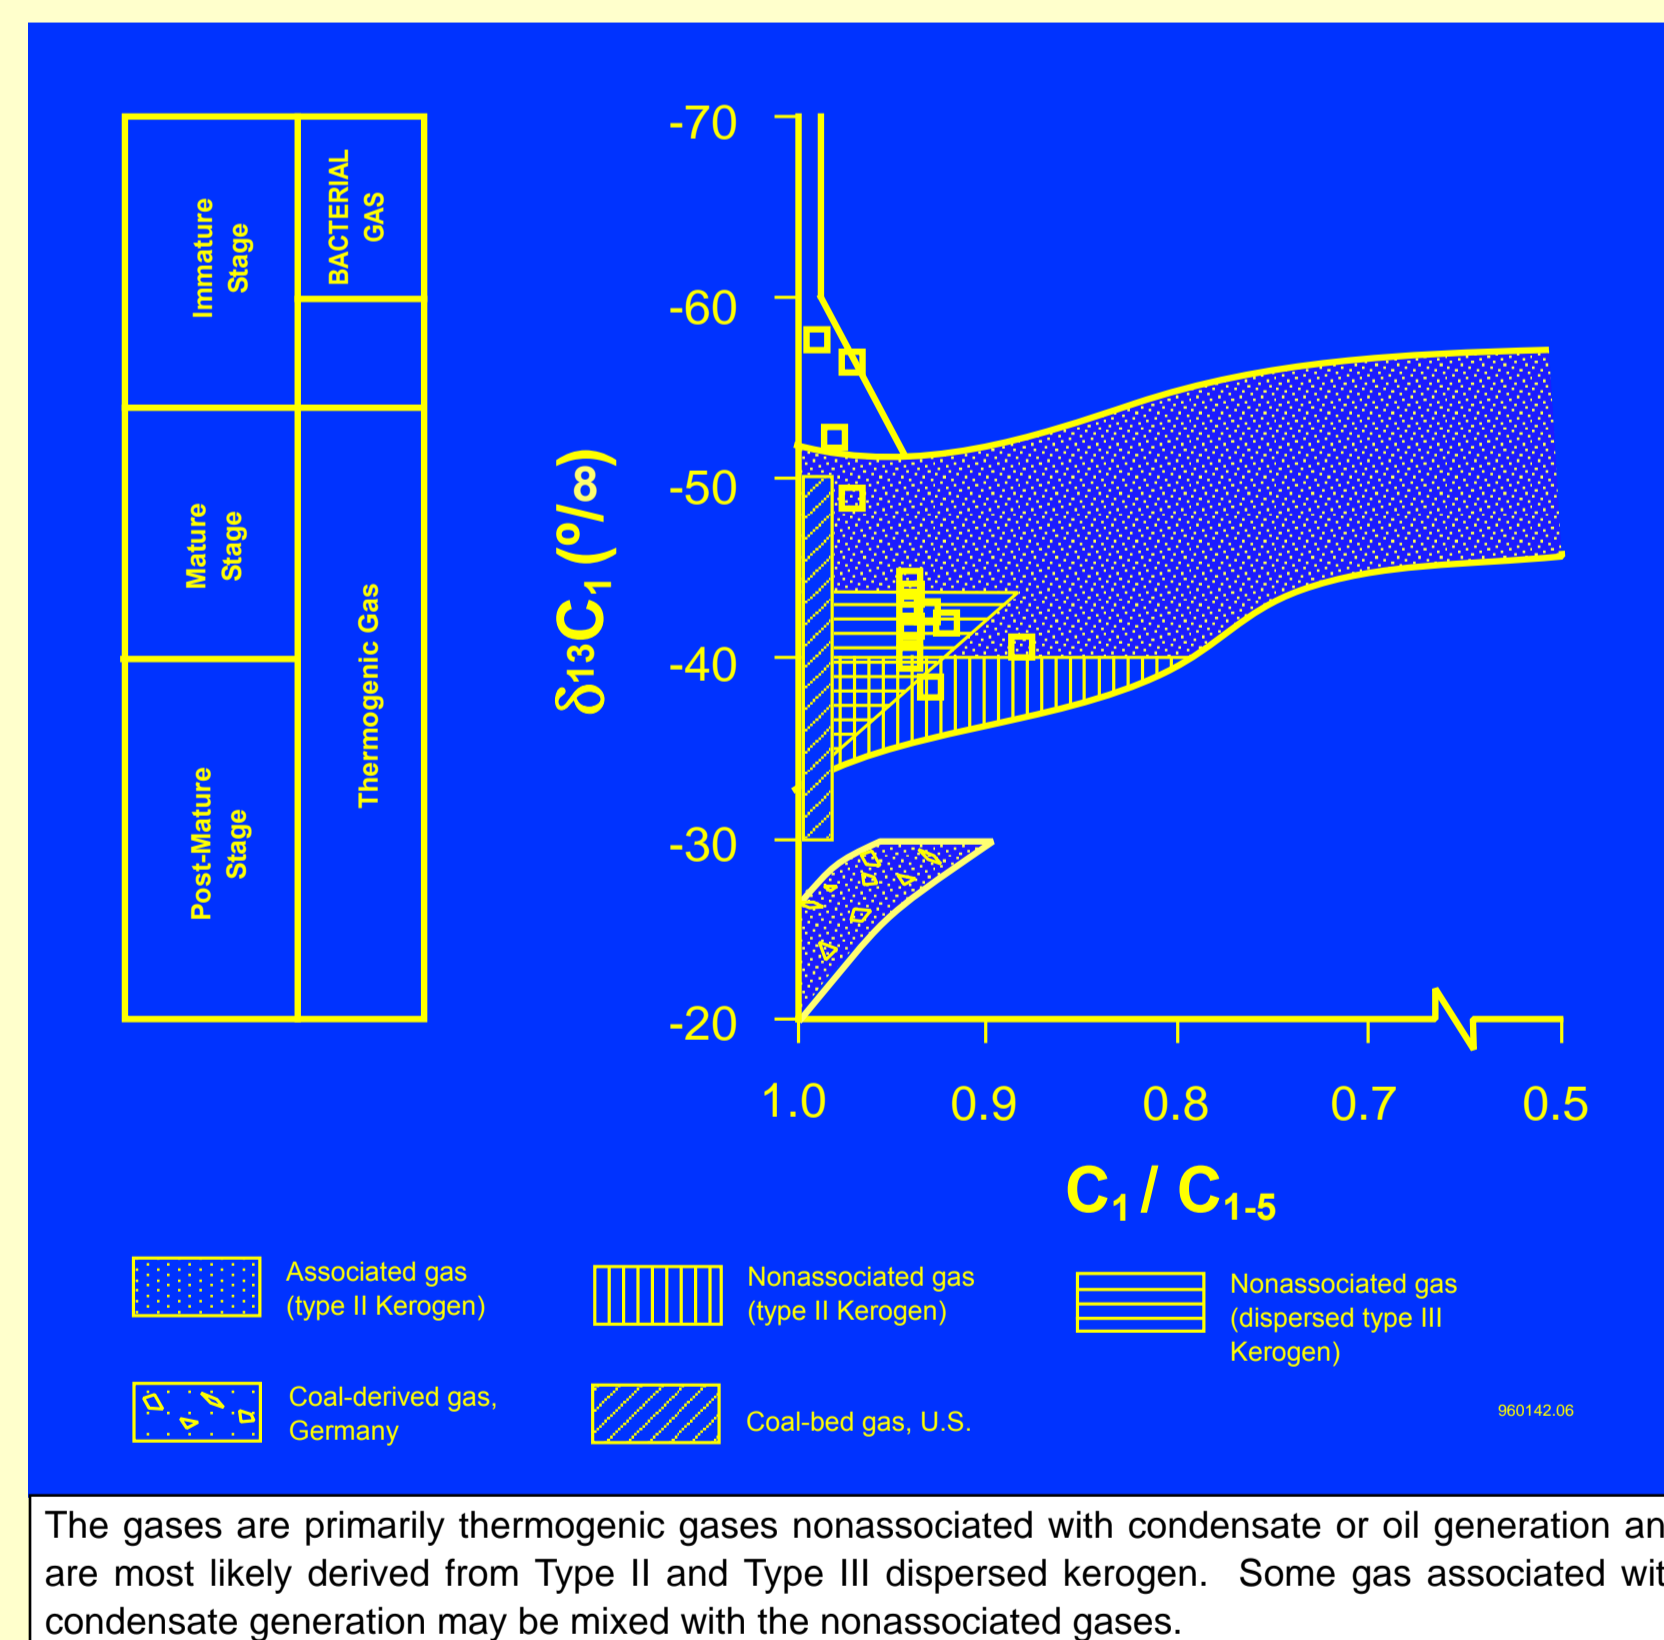 Immature
Stage
BACTERIAL
GAS
Mature
Stage
Thermogenic Gas
Post-Mature
Stage
δ13C1 (o/∞)
-70
-60
-50
-40
-30
-20
1.0 0.9 0.8 0.7 0.5
C1 / C1-5
Associated gas
(type II Kerogen)
Nonassociated gas
(type II Kerogen)
Nonassociated gas
(dispersed type III
Kerogen)
Coal-derived gas,
Germany
Coal-bed gas, U.S.
960142.06
The gases are primarily thermogenic gases nonassociated with condensate or oil generation an
are most likely derived from Type II and Type III dispersed kerogen. Some gas associated wit
condensate generation may be mixed with the nonassociated gases.